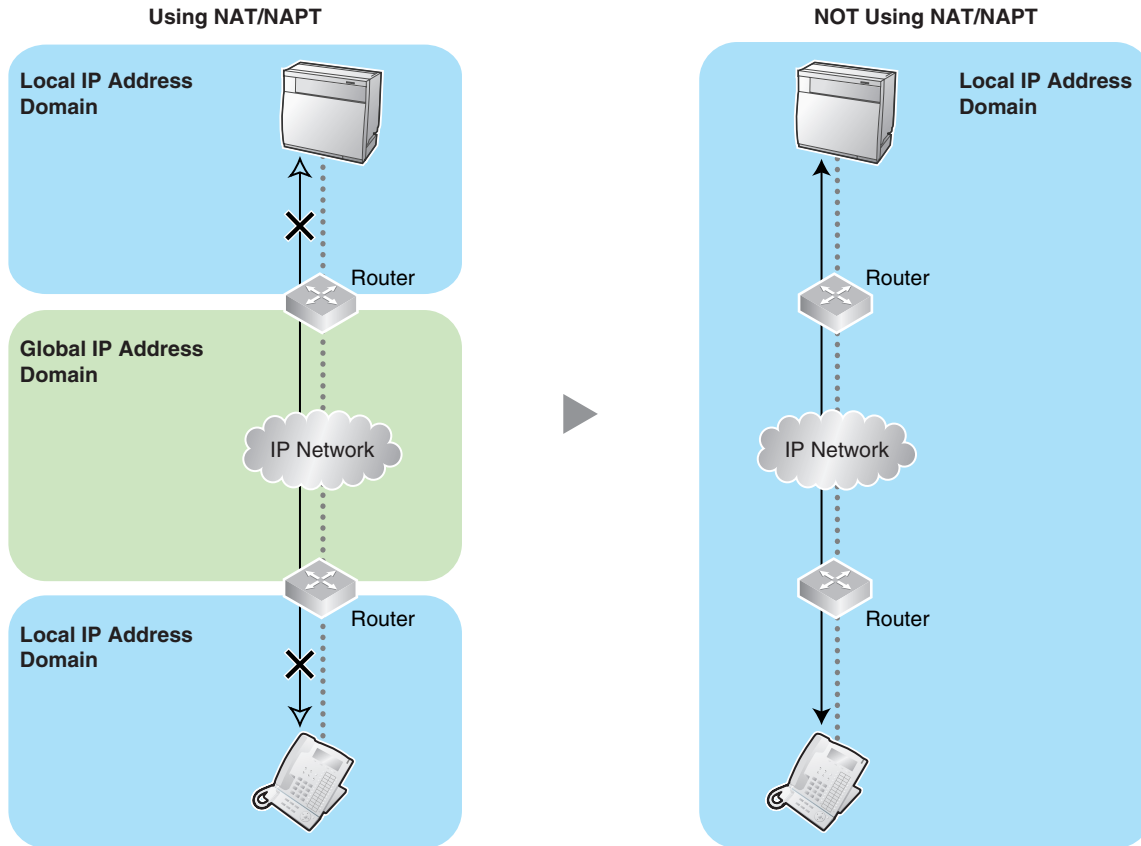 Using NAT/NAPT
Local IP Address
Domain
Router
Global IP Address
Domain
IP Network
Router
Local IP Address
Domain
NOT Using NAT/NAPT
Local IP Address
Domain
Router
IP Network
Router